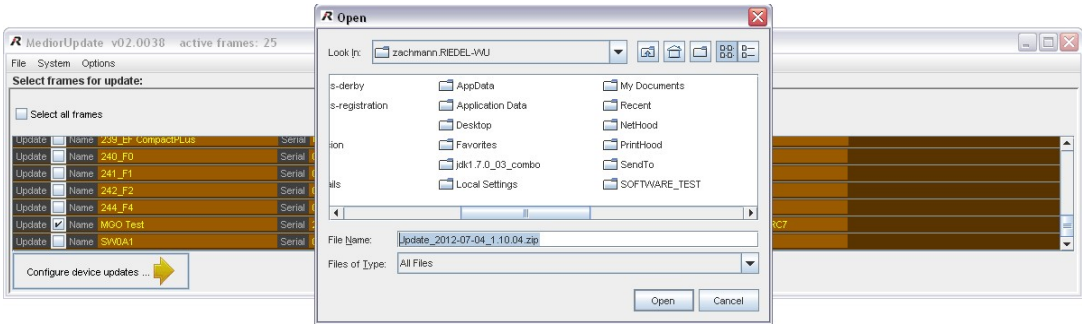 MediorUpdate v02.0038 active frames: 25
File System Options
Select frames for update:
Select all frames
Update Name 239_EF CompactPLus Serial
Update Name 240_F0 Serial
Update Name 241_F1 Serial
Update Name 242_F2 Serial
Update Name 244_F4 Serial
Update Name MGO Test Serial 2 RC7
Update Name SW0A1 Serial
Configure device updates ...
Open
Look In: zachmann.RIEDEL-WU
s-derby AppData My Documents
s-registration Application Data Recent
Desktop NetHood
ion Favorites PrintHood
jdk1.7.0_03_combo SendTo
ails Local Settings SOFTWARE_TEST
File Name: Update_2012-07-04_1.10.04.zip
Files of Type: All Files
Open Cancel